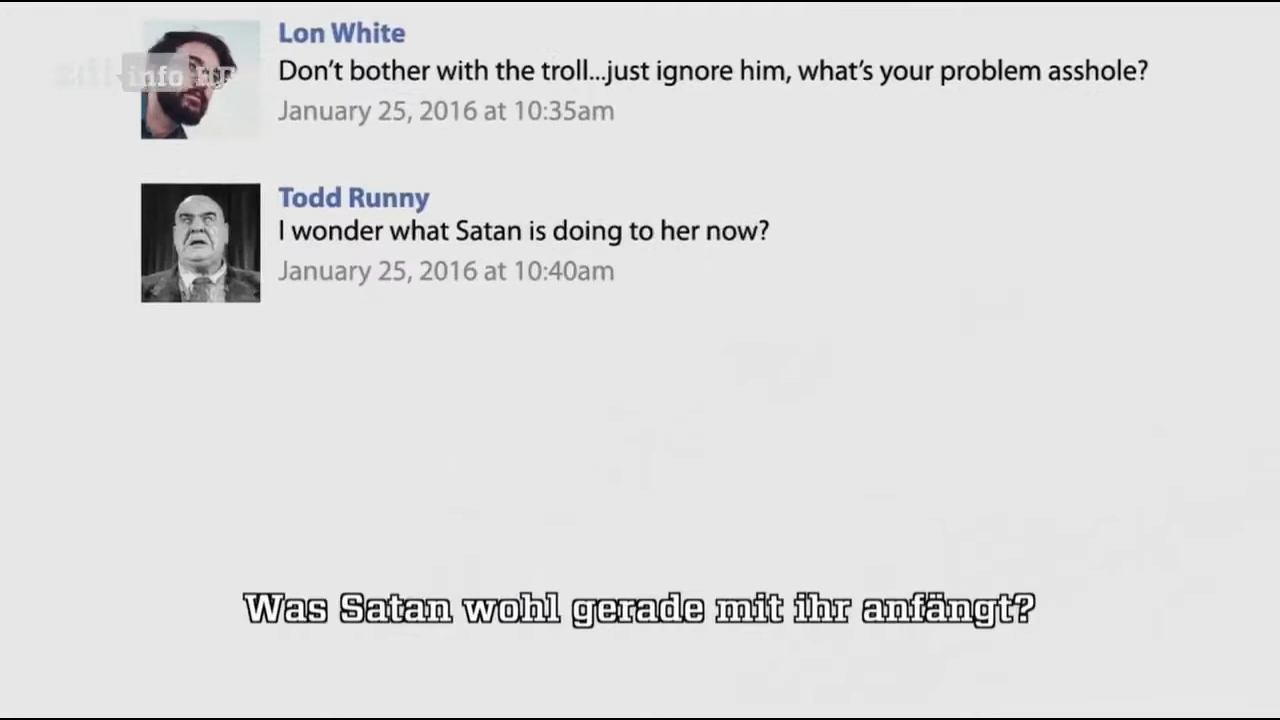 Lon White
Don't bother with the troll...just ignore him, what's your problem asshole?
January 25, 2016 at 10:35am
Todd Runny
I wonder what Satan is doing to her now?
January 25, 2016 at 10:40am
Was Satan wohl gerade mit ihr anfängt?
info